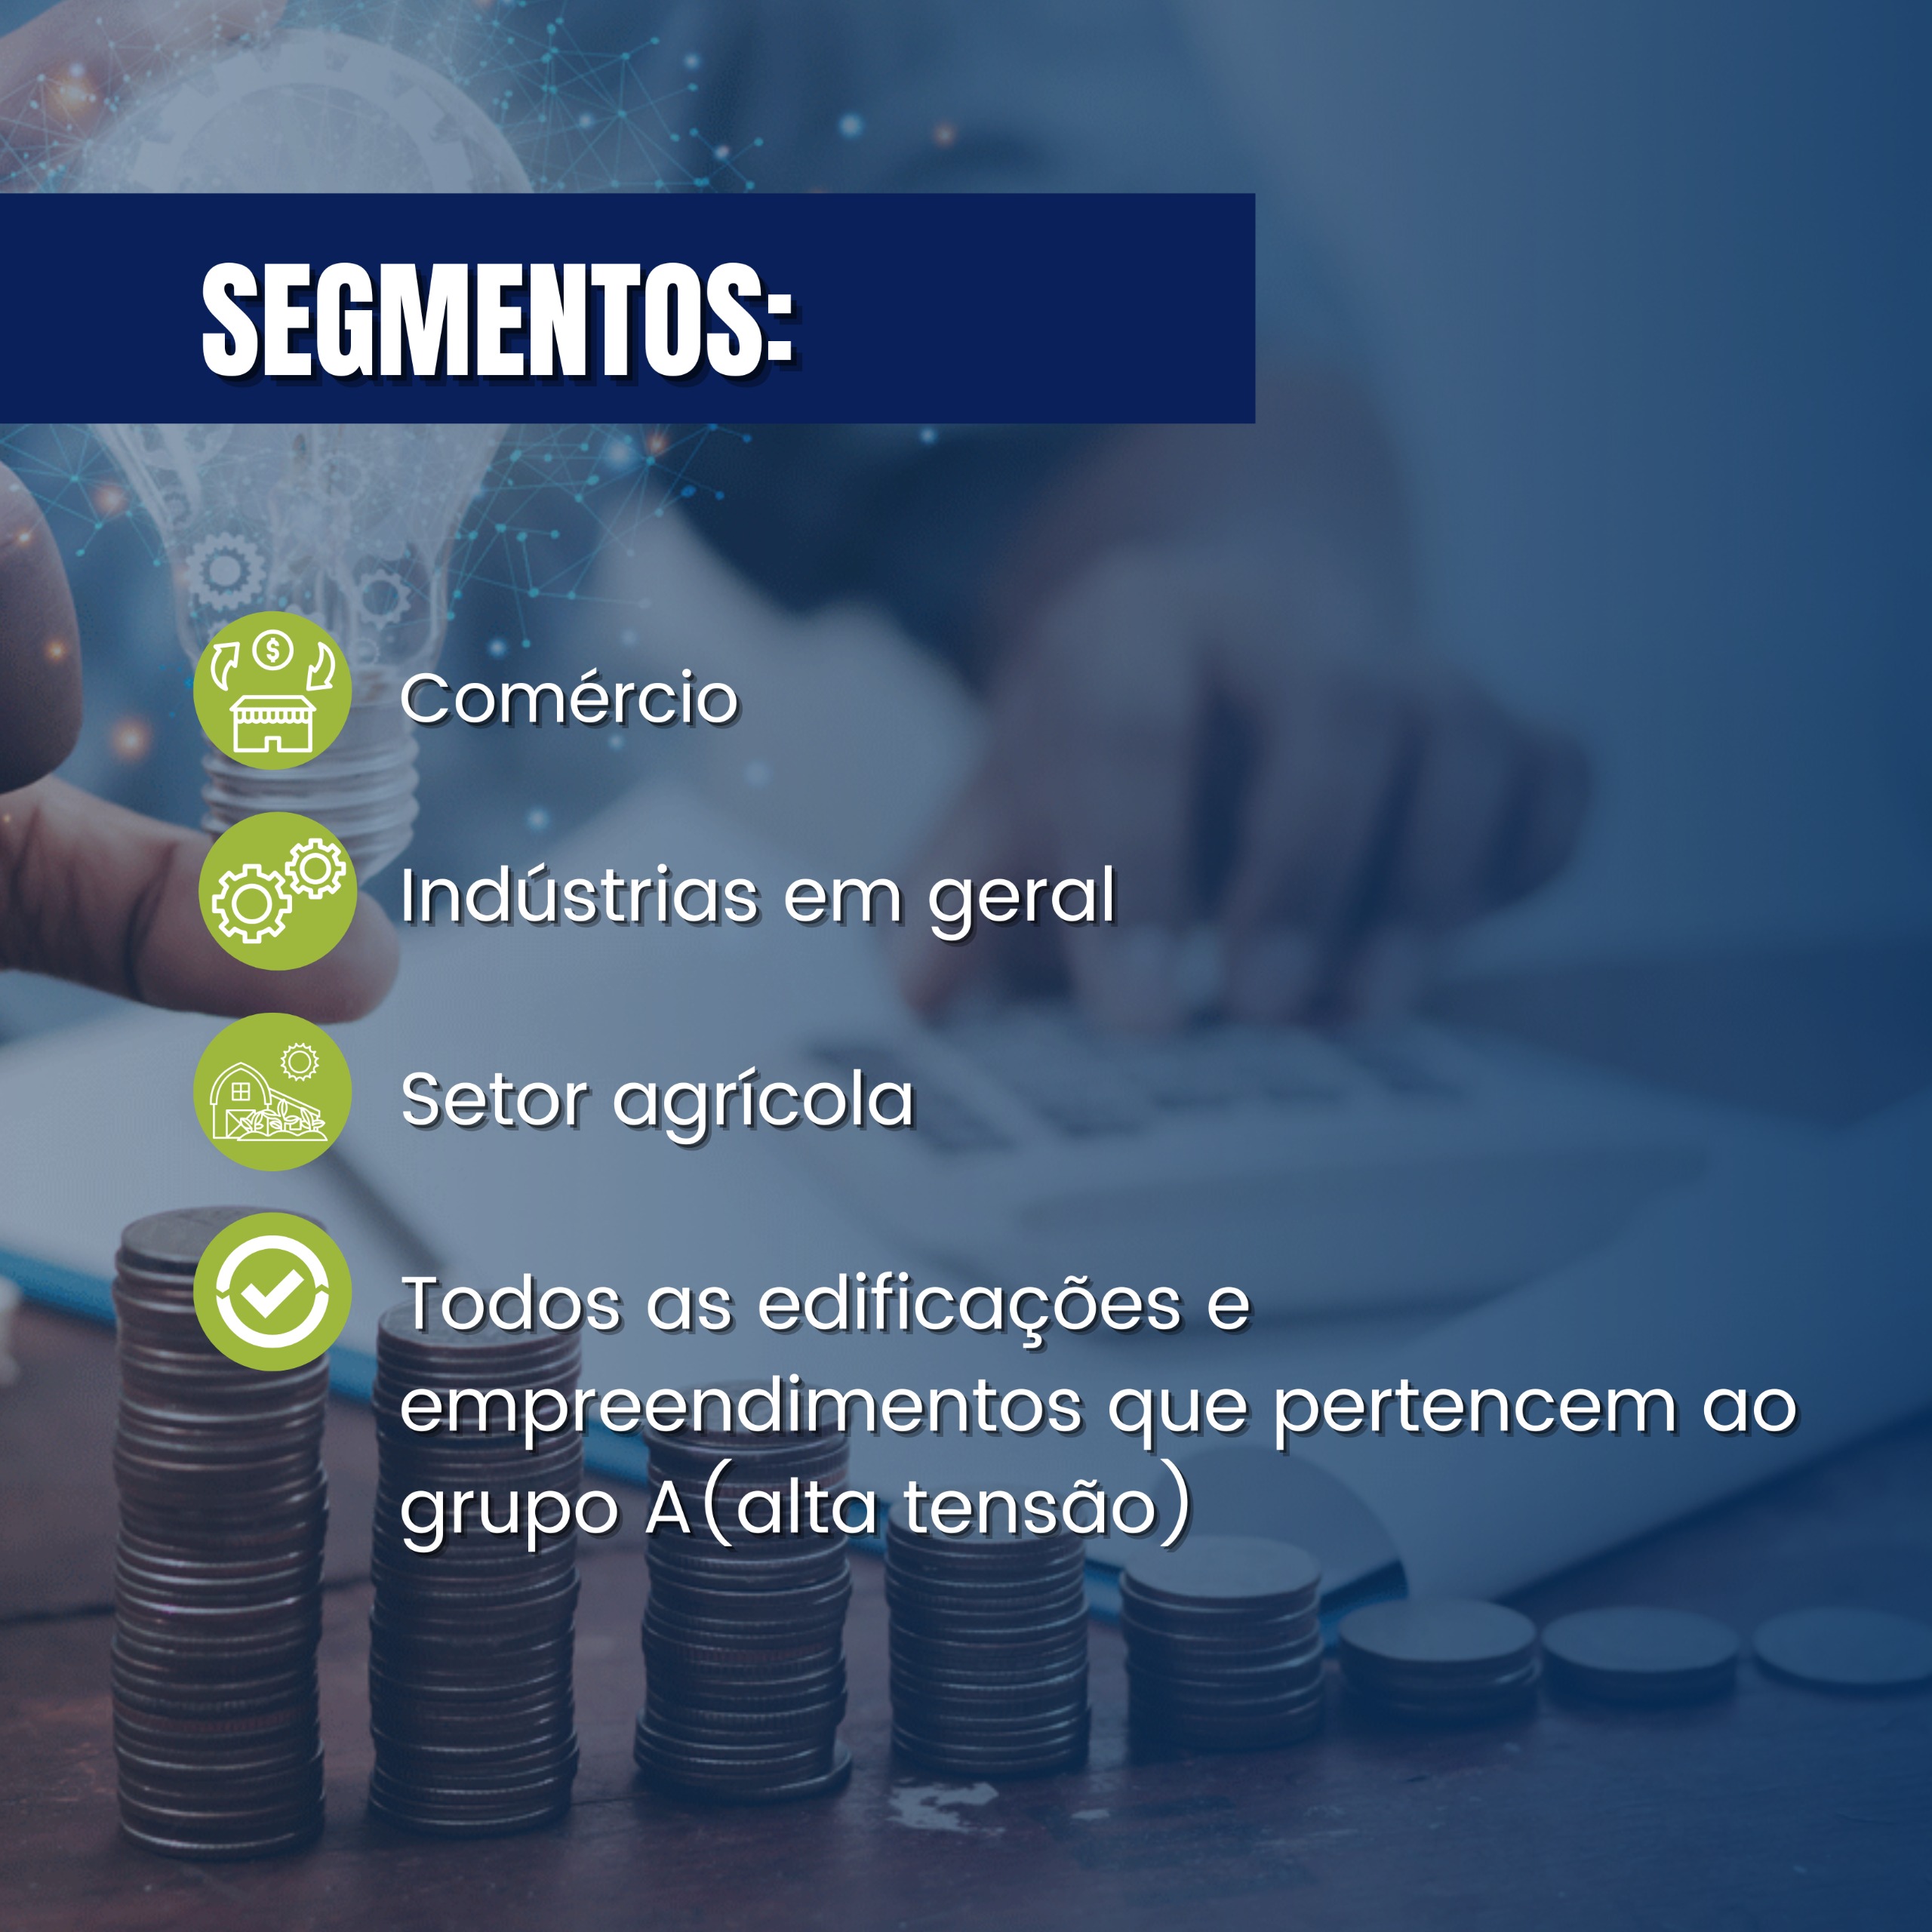 SEGMENTOS:
$
Comércio
Indústrias em geral
Setor agrícola
Todos as edificações e
empreendimentos que pertencem ao
grupo A(alta tensão)